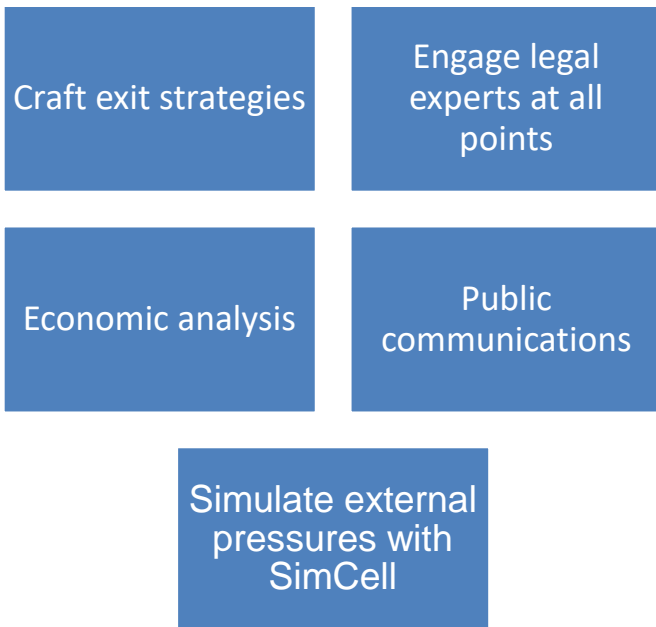 Craft exit strategies
Engage legal
experts at all
points
Economic analysis
Public
communications
Simulate external
pressures with
SimCell